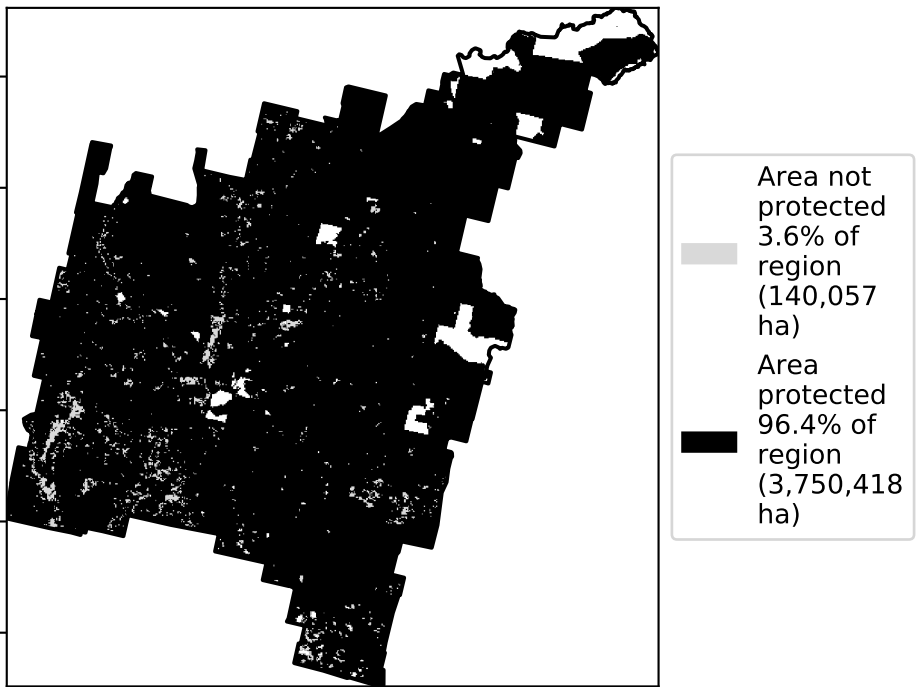 Area not
protected
3.6% of
region
(140,057
ha)
Area
protected
96.4% of
region
(3,750,418
ha)